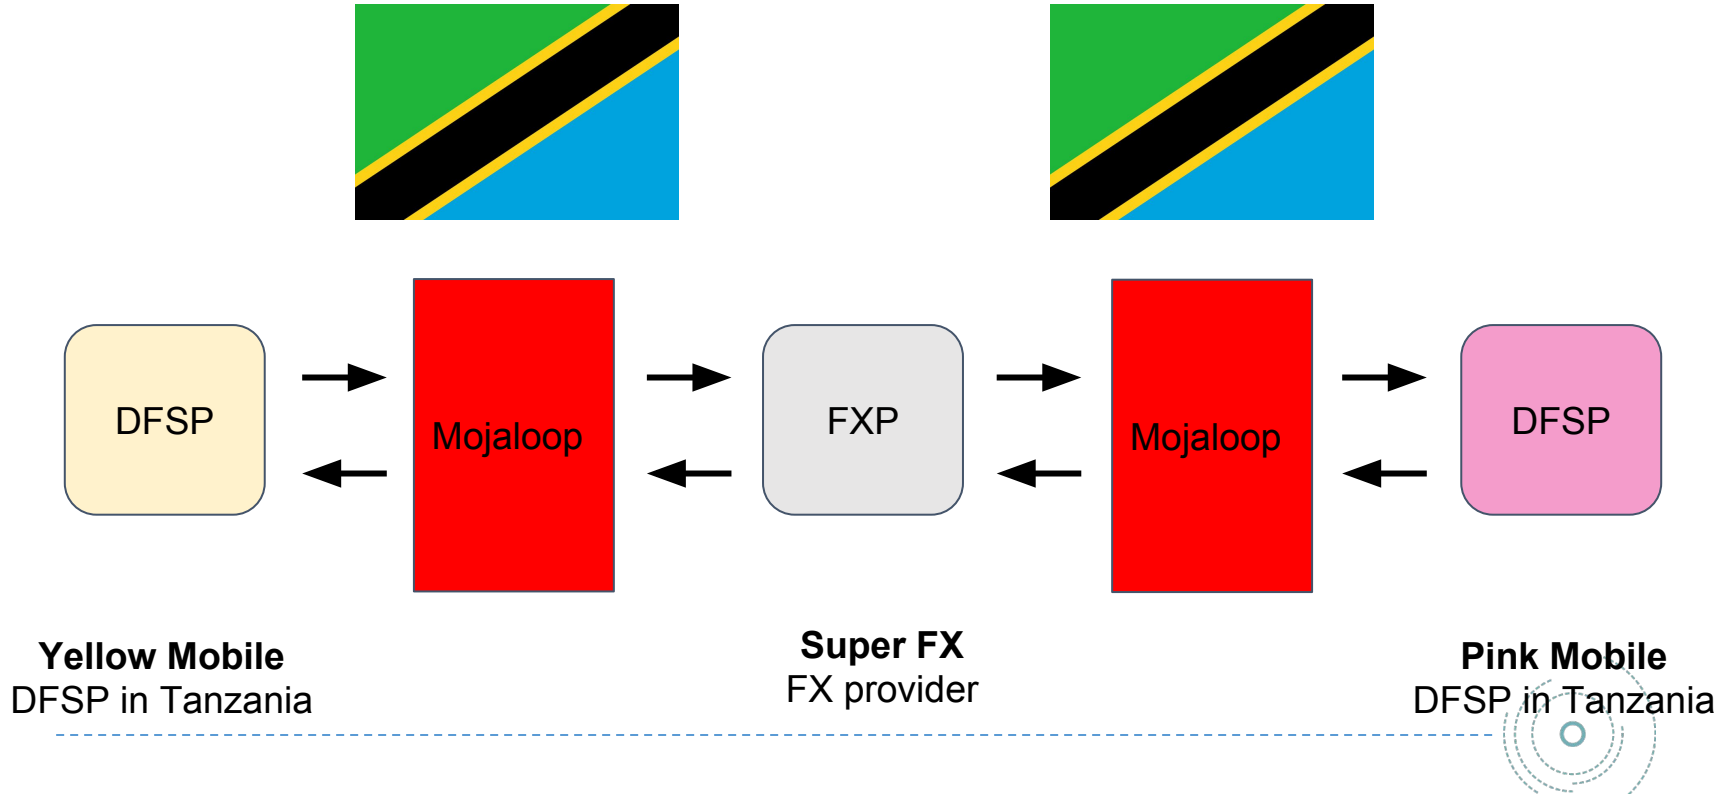 DFSP
Mojaloop
FXP
Mojaloop
DFSP
Yellow Mobile
DFSP in Tanzania
Super FX
FX provider
Pink Mobile
DFSP in Tanzania